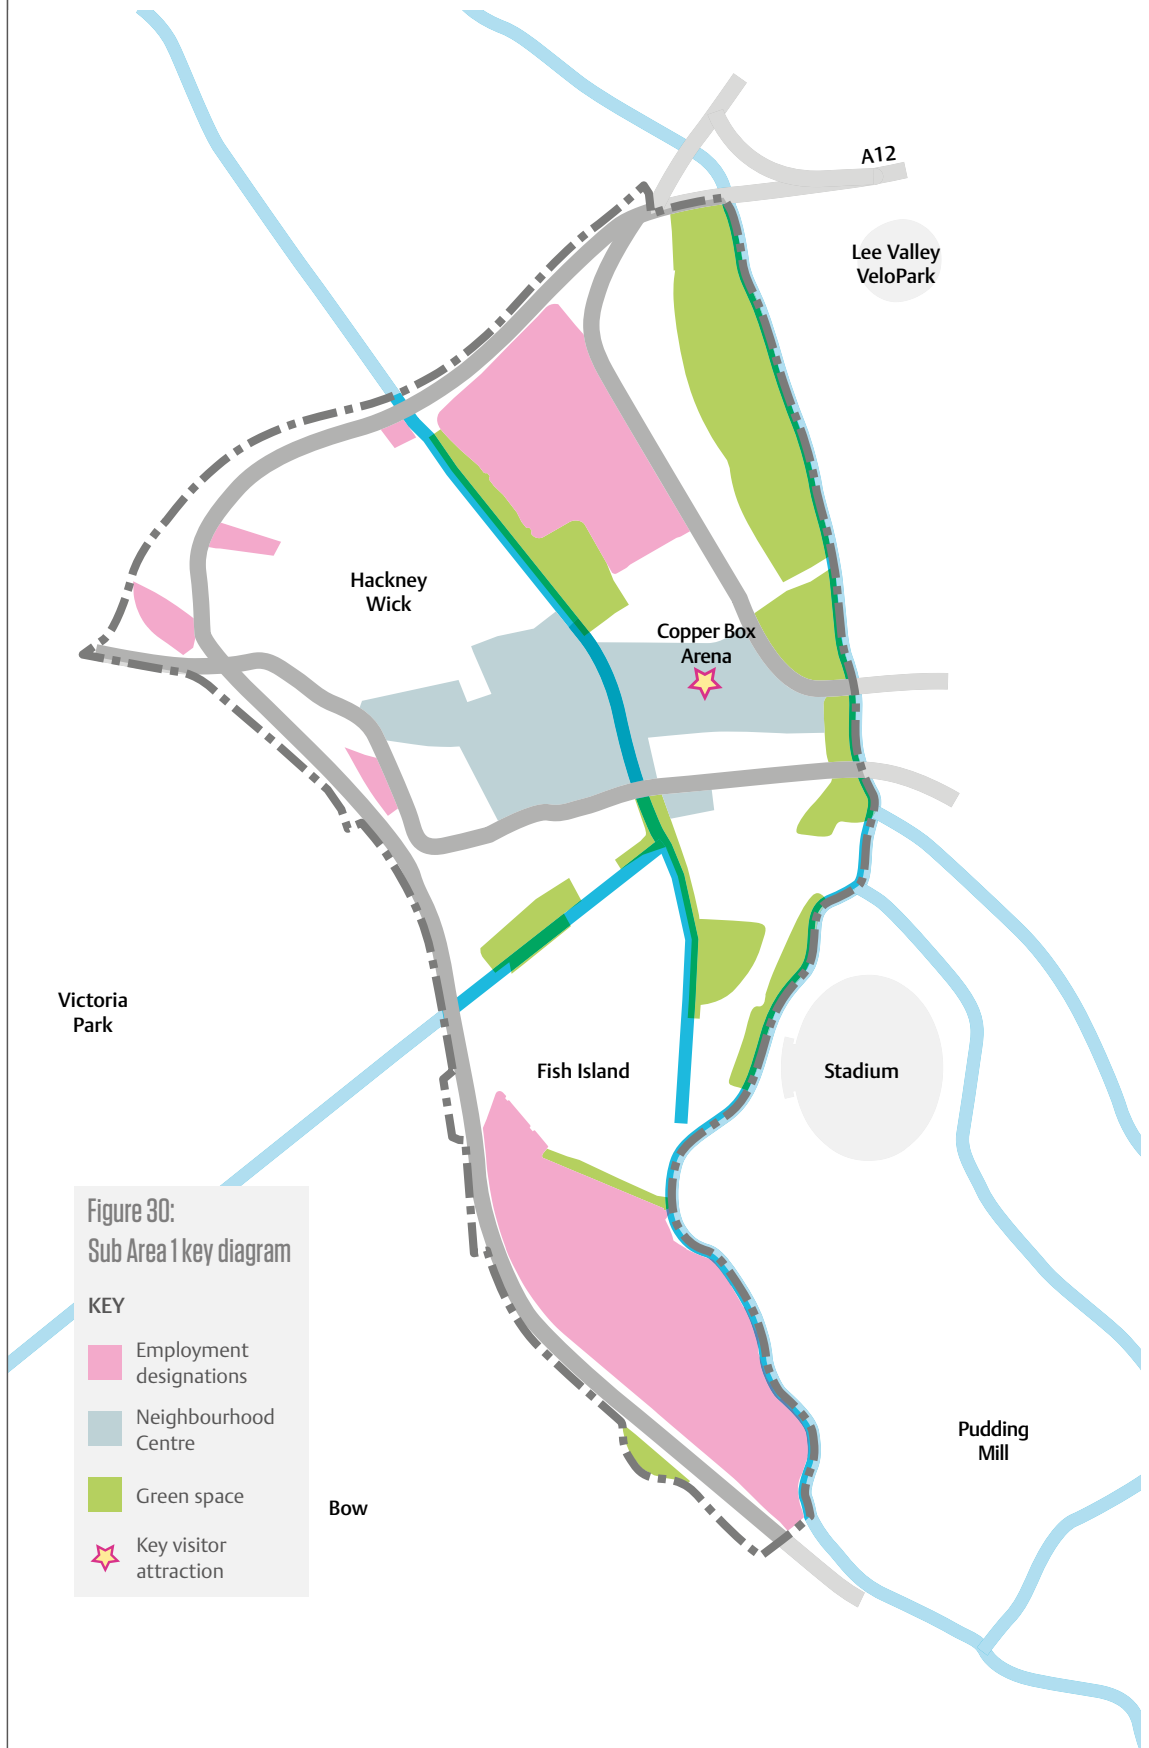 A12
Lee Valley
VeloPark
Hackney
Wick
Copper Box
Arena
Victoria
Park
Fish Island
Stadium
Figure 30:
Sub Area 1 key diagram
KEY
Employment
designations
Neighbourhood
Centre
Green space
Key visitor
attraction
Pudding
Mill
Bow